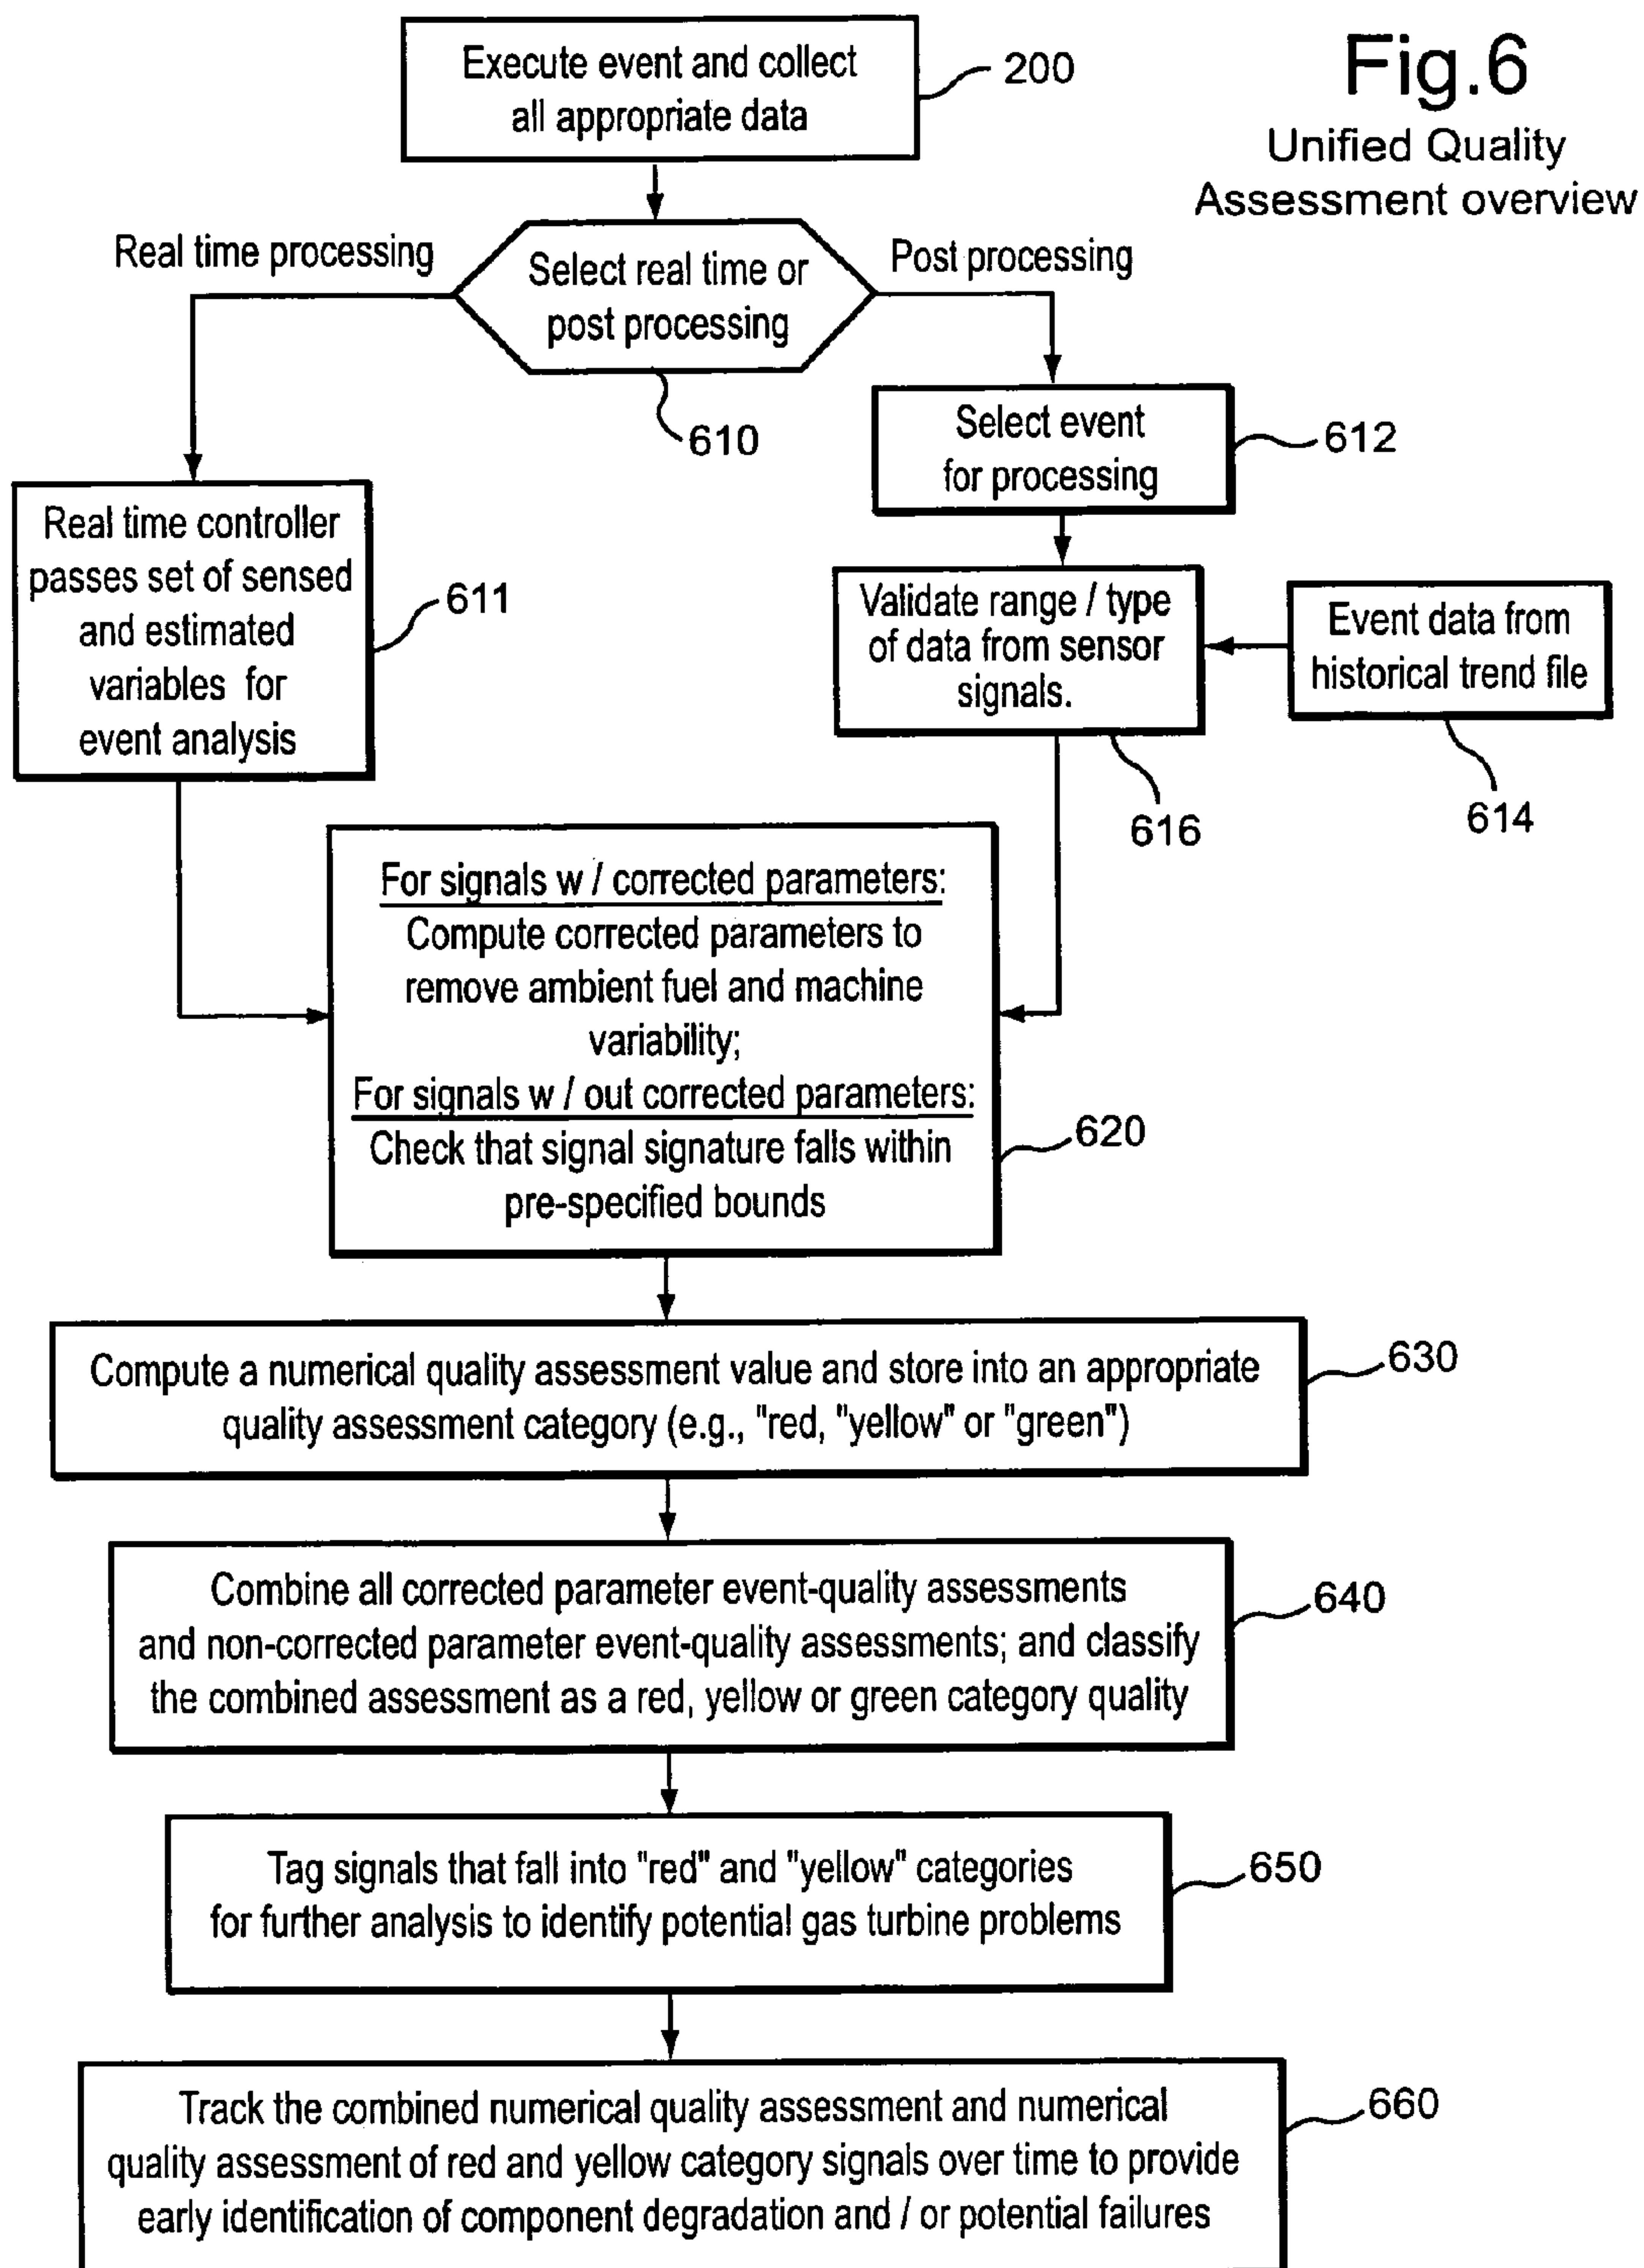 Fig.6
Unified Quality
Assessment overview
Execute event and collect
all appropriate data
200
Real time processing
Select real time or
post processing
Post processing
610
Select event
for processing
612
Real time controller
passes set of sensed
and estimated
variables for
event analysis
611
Validate range / type
of data from sensor
signals.
616
Event data from
historical trend file
614
For signals w / corrected parameters:
Compute corrected parameters to
remove ambient fuel and machine
variability;
For signals w / out corrected parameters:
Check that signal signature falls within
pre-specified bounds
620
Compute a numerical quality assessment value and store into an appropriate
quality assessment category (e.g., "red, "yellow" or "green")
630
Combine all corrected parameter event-quality assessments
and non-corrected parameter event-quality assessments; and classify
the combined assessment as a red, yellow or green category quality
640
Tag signals that fall into "red" and "yellow" categories
for further analysis to identify potential gas turbine problems
650
Track the combined numerical quality assessment and numerical
quality assessment of red and yellow category signals over time to provide
early identification of component degradation and / or potential failures
660